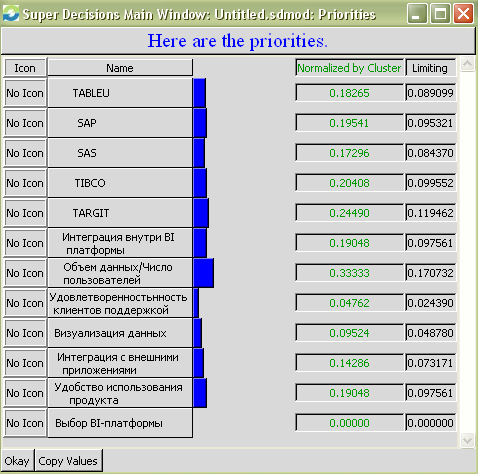 Super Decisions Main Window: Untitled.sdmod: Priorities
Here are the priorities.
Icon Name Normalized by Cluster Limiting
No Icon TABLEU 0.18265 0.089099
No Icon SAP 0.19541 0.095321
No Icon SAS 0.17296 0.084370
No Icon TIBCO 0.20408 0.099552
No Icon TARGIT 0.24490 0.119462
No Icon Интеграция внутри BI платформы 0.19048 0.097561
No Icon Объем данных/Число пользователей 0.33333 0.170732
No Icon Удовлетворенностьнность клиентов поддержкой 0.04762 0.024390
No Icon Визуализация данных 0.09524 0.048780
No Icon Интеграция с внешними приложениями 0.14286 0.073171
No Icon Удобство использования продукта 0.19048 0.097561
No Icon Выбор BI-платформы 0.00000 0.000000
Okay Copy Values